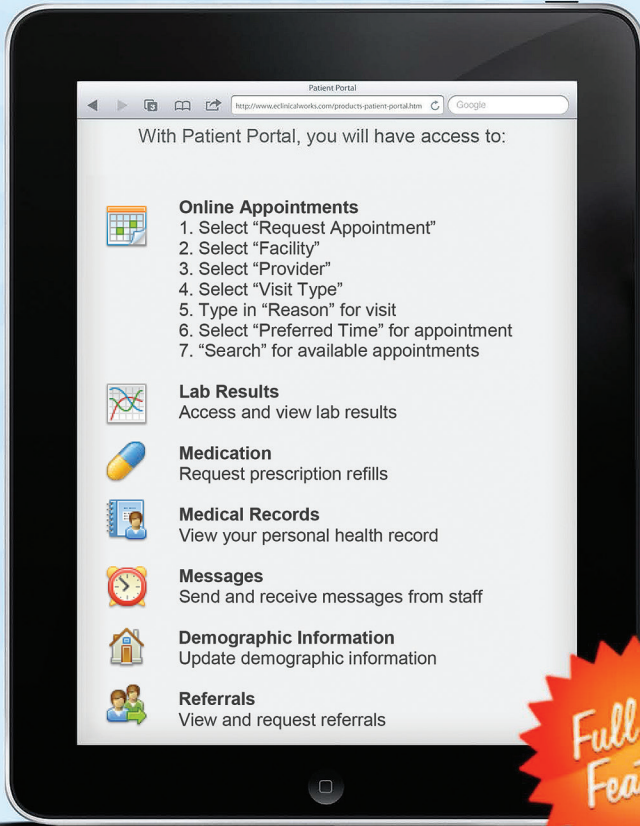 Patient Portal
http://www.eclinicalworks.com/products-patient-portal.htm
Google
With Patient Portal, you will have access to:
Online Appointments
1. Select “Request Appointment”
2. Select “Facility”
3. Select “Provider”
4. Select “Visit Type”
5. Type in “Reason” for visit
6. Select “Preferred Time” for appointment
7. “Search” for available appointments
Lab Results
Access and view lab results
Medication
Request prescription refills
Medical Records
View your personal health record
Messages
Send and receive messages from staff
Demographic Information
Update demographic information
Referrals
View and request referrals
Full